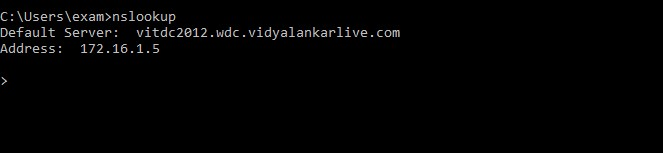 C:\Users\exam>nslookup
Default Server:  vitdc2012.wdc.vidyalankarlive.com
Address:  172.16.1.5
>